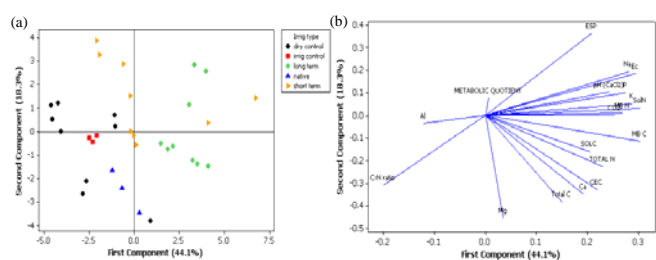 (a)
(b)
Irrig type
dry control
irrig control
long term
native
short term
Second Component (18.3%)
4
3
2
1
0
-1
-2
-3
-4
-5.0
-2.5
0.0
2.5
5.0
7.5
First Component (44.1%)
Second Component (18.3%)
0.4
0.3
0.2
0.1
0.0
-0.1
-0.2
-0.3
-0.4
-0.5
-0.2
-0.1
0.0
0.1
0.2
0.3
First Component (44.1%)
ESP
Na
Ec
METABOLIC QUOTIENT
pH (CaCl2)
P
K
Al
MB C
SOLC
TOTAL N
C:N ratio
CEC
Ca
Total C
Mg